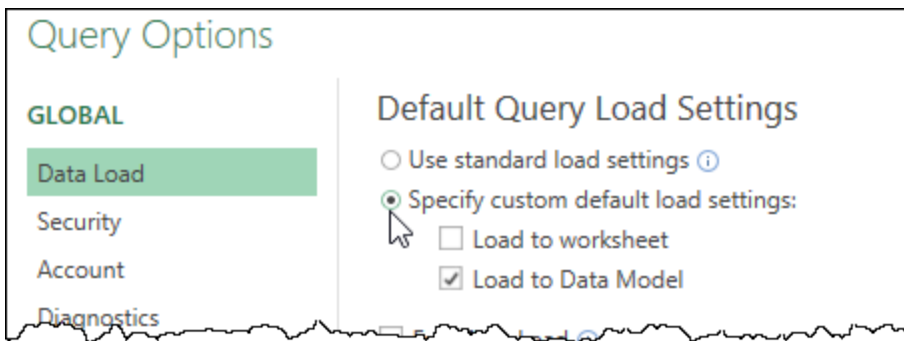 Query Options
GLOBAL
Data Load
Security
Account
Diagnostics
Default Query Load Settings
Use standard load settings
Specify custom default load settings:
Load to worksheet
Load to Data Model